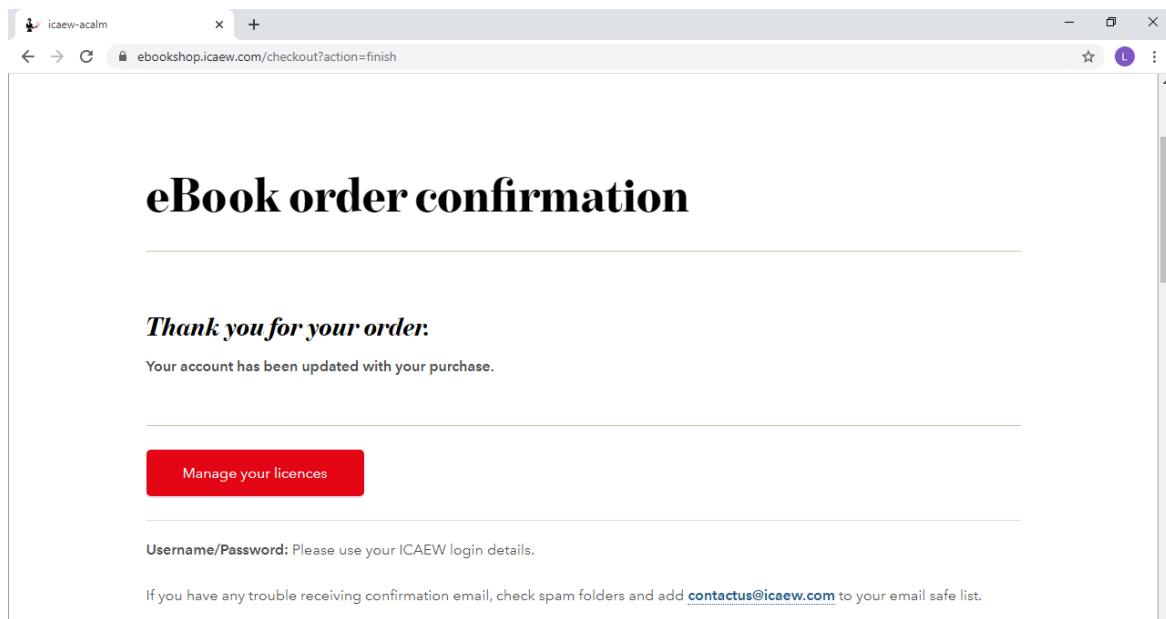 icaew-acalm
ebookshop.icaew.com/checkout?action=finish
L
eBook order confirmation
Thank you for your order.
Your account has been updated with your purchase.
Manage your licences
Username/Password: Please use your ICAEW login details.
If you have any trouble receiving confirmation email, check spam folders and add contactus@icaew.com to your email safe list.